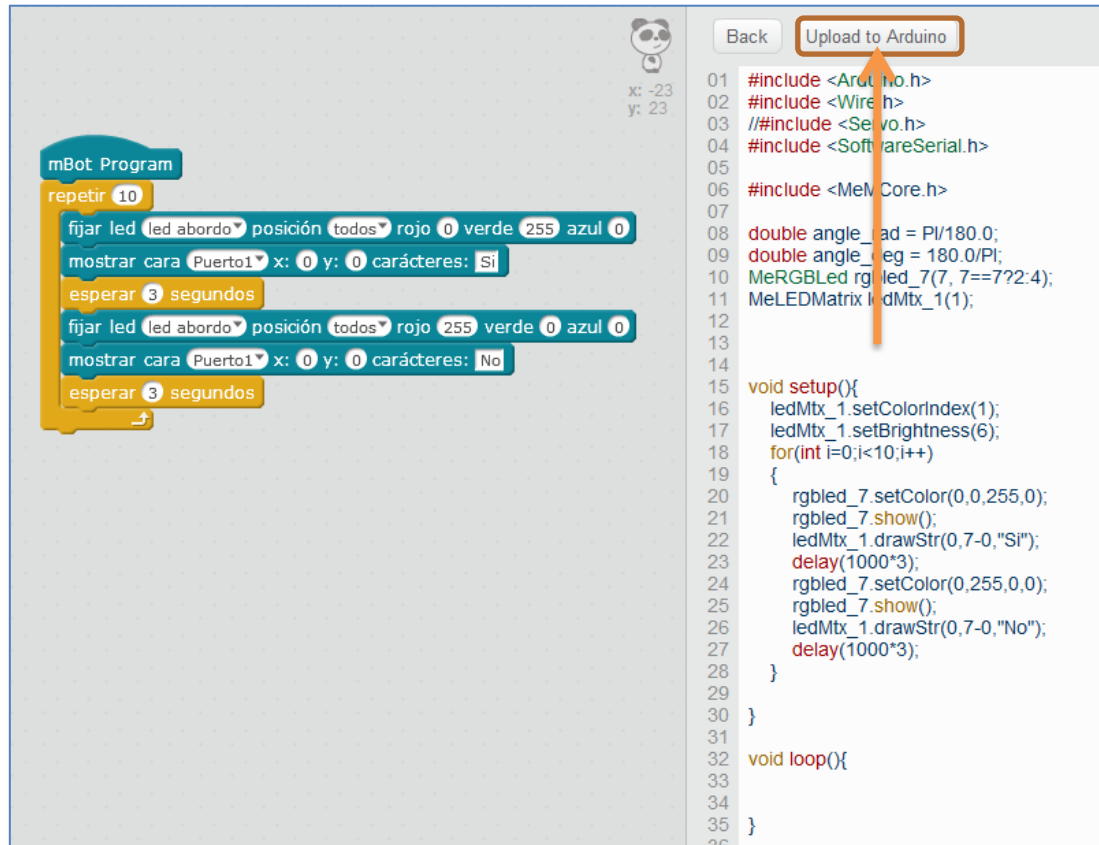 x: -23
y: 23
mBot Program
repetir 10
fijar led led abordo posición todos rojo 0 verde 255 azul 0
mostrar cara Puerto1 x: 0 y: 0 carácteres: Si
esperar 3 segundos
fijar led led abordo posición todos rojo 255 verde 0 azul 0
mostrar cara Puerto1 x: 0 y: 0 carácteres: No
esperar 3 segundos
Back Upload to Arduino
01 #include <Arduino.h>
02 #include <Wire.h>
03 //#include <Servo.h>
04 #include <SoftwareSerial.h>
05
06 #include <MeMCore.h>
07
08 double angle_rad = PI/180.0;
09 double angle_deg = 180.0/PI;
10 MeRGBLed rgbled_7(7, 7==7?2:4);
11 MeLEDMatrix ledMtx_1(1);
12
13
14
15 void setup(){
16 ledMtx_1.setColorIndex(1);
17 ledMtx_1.setBrightness(6);
18 for(int i=0;i<10;i++)
19 {
20 rgbled_7.setColor(0,0,255,0);
21 rgbled_7.show();
22 ledMtx_1.drawStr(0,7-0,"Si");
23 delay(1000*3);
24 rgbled_7.setColor(0,255,0,0);
25 rgbled_7.show();
26 ledMtx_1.drawStr(0,7-0,"No");
27 delay(1000*3);
28 }
29
30 }
31
32 void loop(){
33
34
35 }
36